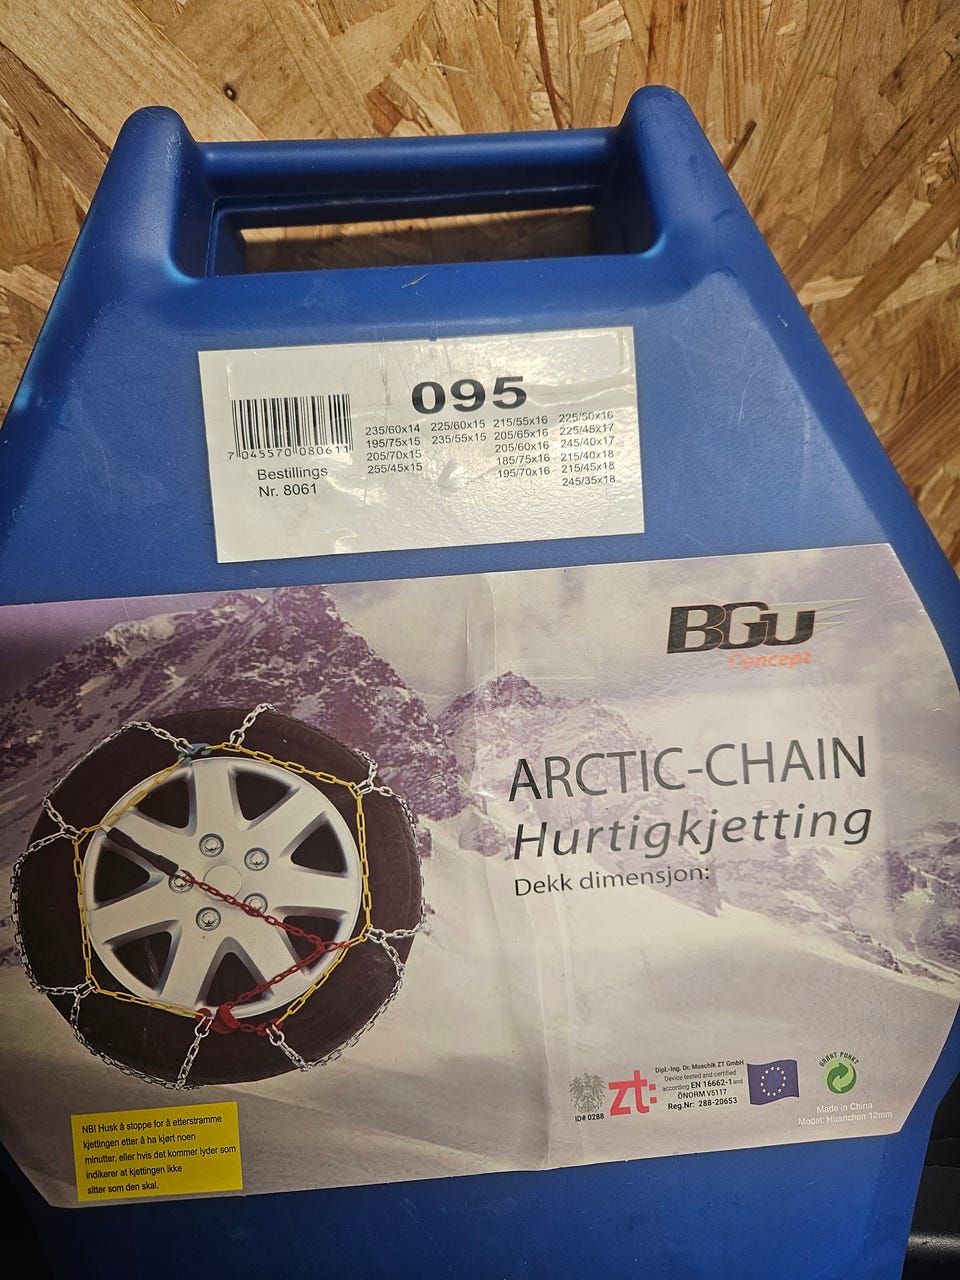 095
7 045570 080611
Bestillings
Nr. 8061
235/60x14
195/75x15
205/70x15
255/45x15
225/60x15
235/55x15
215/55x16
205/65x16
205/60x16
185/75x16
195/70x16
225/50x16
225/45x17
245/40x17
215/40x18
215/45x18
245/35x18
BGU
Concept
ARCTIC-CHAIN
Hurtigkjetting
Dekk dimensjon:
ID# 0288
zt:
Dipl.-Ing. Dr. Moschik ZT GmbH
Device tested and certified
according EN 16662-1 and
ÖNORM V5117
Reg.Nr: 288-20653
GRØNT PUNKT
Made in China
Model: Huanchen 12mm
NB! Husk å stoppe for å etterstramme
kjettingen etter å ha kjørt noen
minutter, eller hvis det kommer lyder som
indikerer at kjettingen ikke
sitter som den skal.